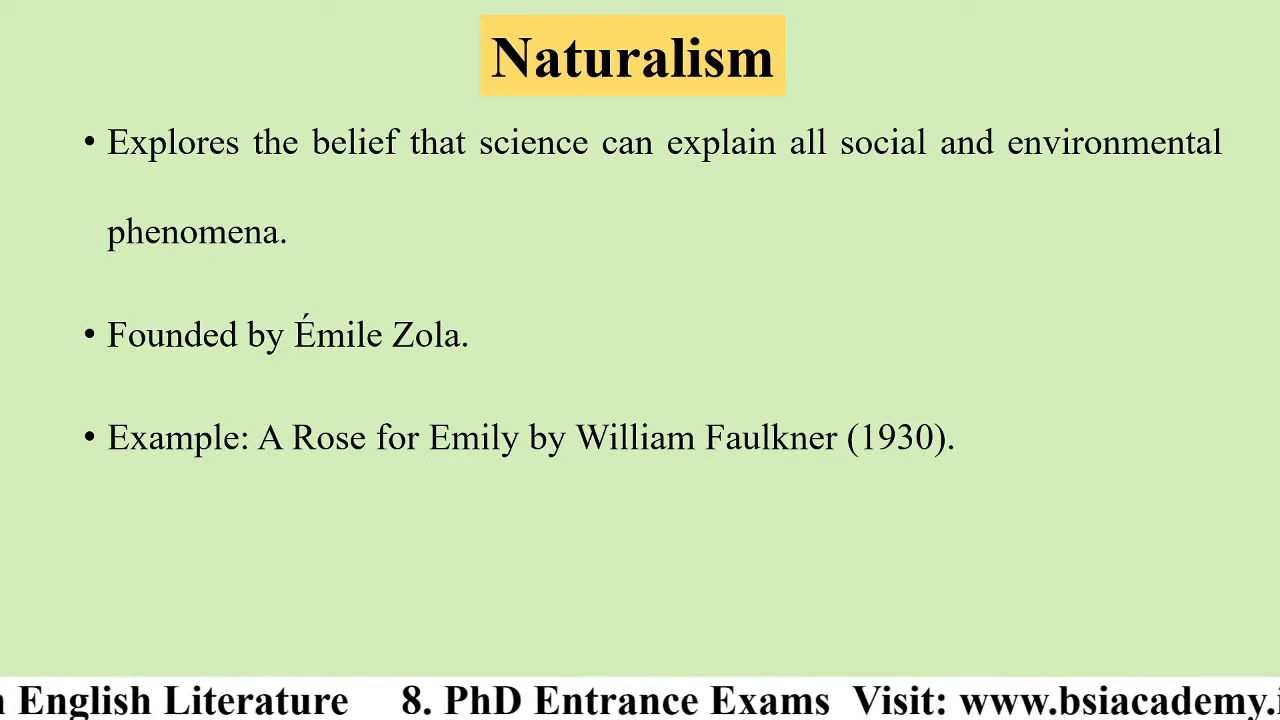 Naturalism
• Explores the belief that science can explain all social and environmental
phenomena.
• Founded by Émile Zola.
• Example: A Rose for Emily by William Faulkner (1930).
English Literature 8. PhD Entrance Exams Visit: www.bsiacademy.i